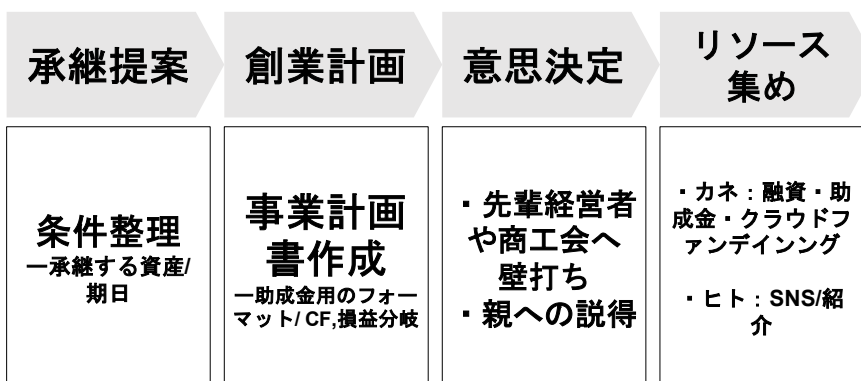 承継提案
創業計画
意思決定
リソース
集め
条件整理
ー承継する資産/
期日
事業計画
書作成
ー助成金用のフォー
マット/ CF,損益分岐
・先輩経営者
や商工会へ
壁打ち
・親への説得
・カネ：融資・助
成金・クラウドフ
ァンデインング
・ヒト：SNS/紹
介